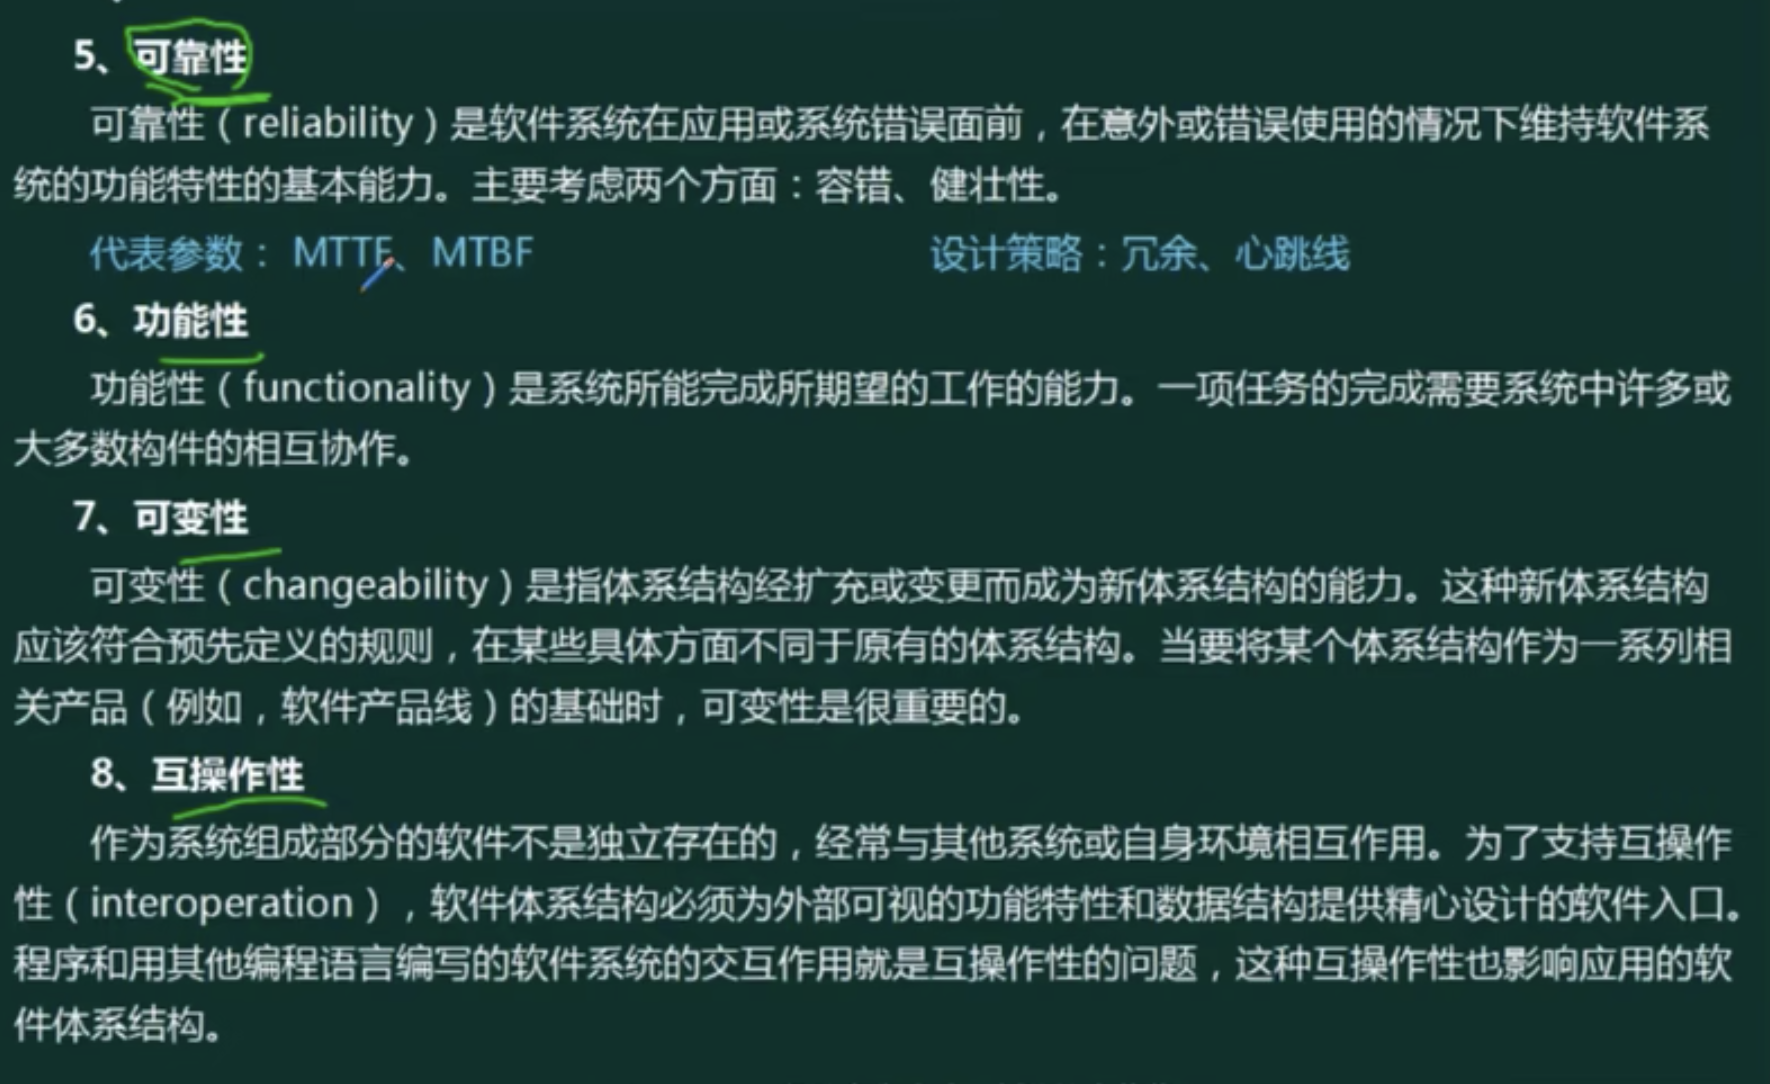 5、可靠性
可靠性（reliability）是软件系统在应用或系统错误面前，在意外或错误使用的情况下维持软件系
统的功能特性的基本能力。主要考虑两个方面：容错、健壮性。
代表参数： MTTF、MTBF 设计策略：冗余、心跳线
6、功能性
功能性（functionality）是系统所能完成所期望的工作的能力。一项任务的完成需要系统中许多或
大多数构件的相互协作。
7、可变性
可变性（changeability）是指体系结构经扩充或变更而成为新体系结构的能力。这种新体系结构
应该符合预先定义的规则，在某些具体方面不同于原有的体系结构。当要将某个体系结构作为一系列相
关产品（例如，软件产品线）的基础时，可变性是很重要的。
8、互操作性
作为系统组成部分的软件不是独立存在的，经常与其他系统或自身环境相互作用。为了支持互操作
性（interoperation），软件体系结构必须为外部可视的功能特性和数据结构提供精心设计的软件入口。
程序和用其他编程语言编写的软件系统的交互作用就是互操作性的问题，这种互操作性也影响应用的软
件体系结构。